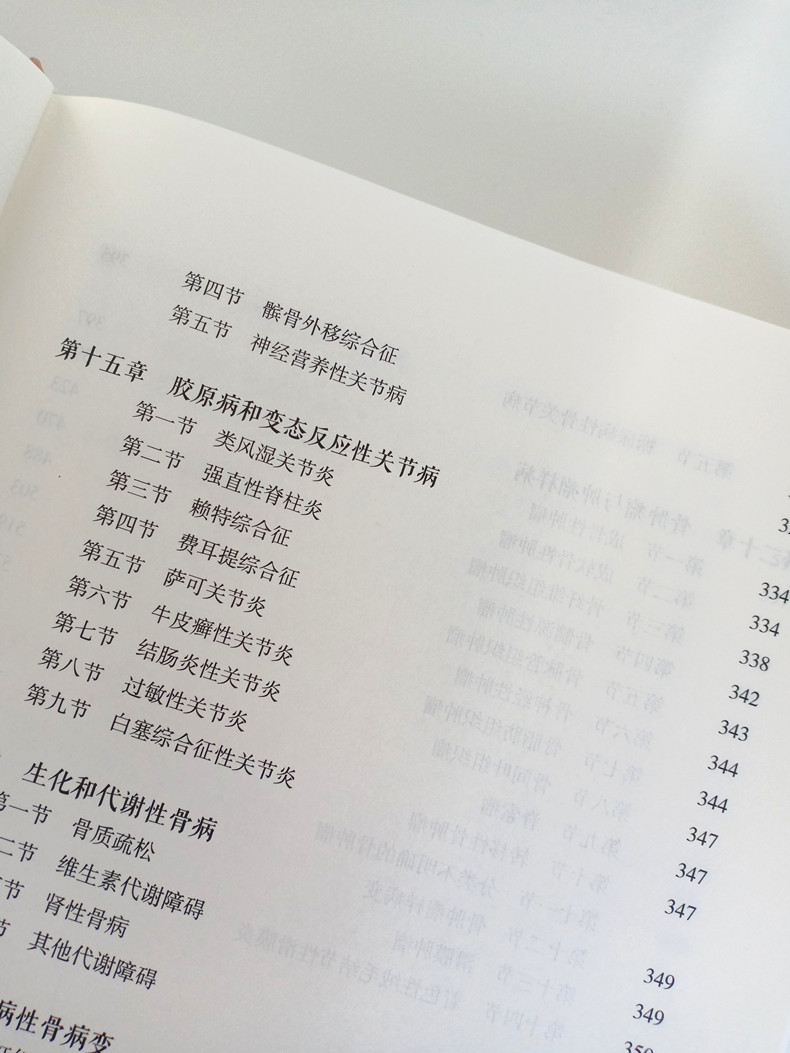 第四节 髌骨外移综合征
第五节 神经营养性关节病
第十五章 胶原病和变态反应性关节病 334
第一节 类风湿关节炎 334
第二节 强直性脊柱炎 338
第三节 赖特综合征 342
第四节 费耳提综合征 343
第五节 萨可关节炎 344
第六节 牛皮癣性关节炎 344
第七节 结肠炎性关节炎 347
第八节 过敏性关节炎 347
第九节 白塞综合征性关节炎 347
生化和代谢性骨病 349
第一节 骨质疏松 349
二节 维生素代谢障碍
节 肾性骨病
节 其他代谢障碍
病性骨病变